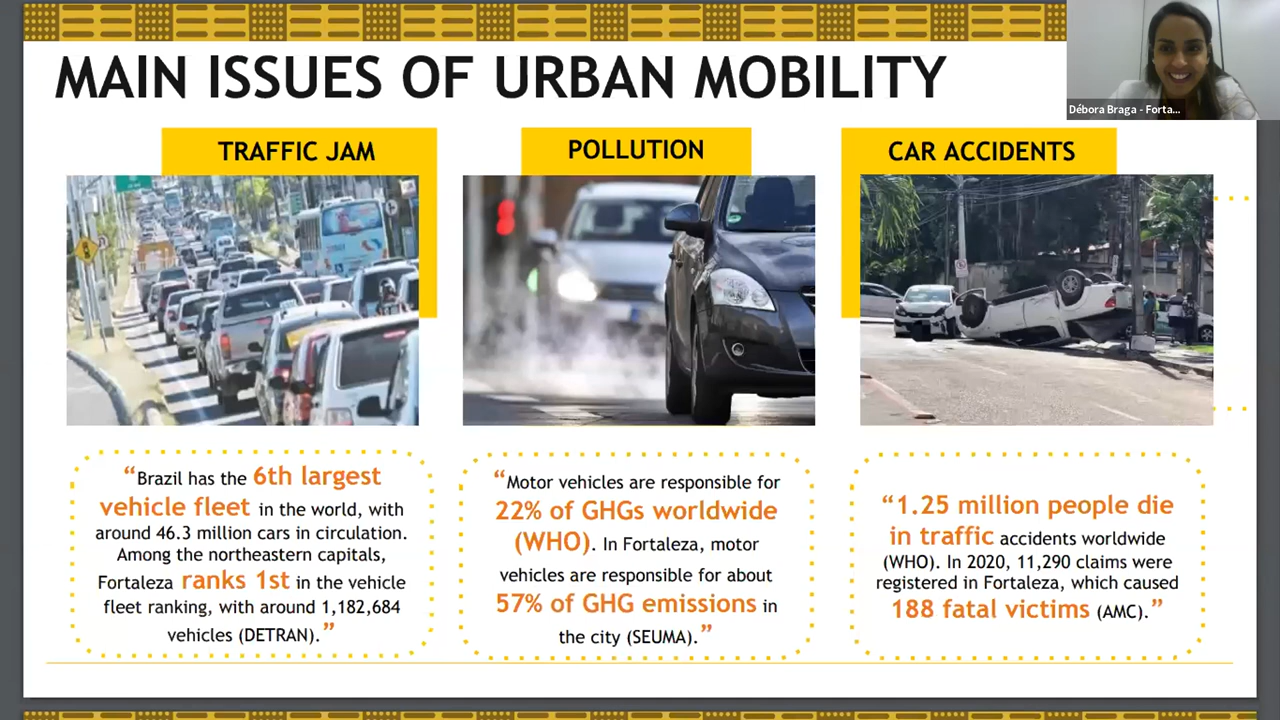 MAIN ISSUES OF URBAN MOBILITY
Débora Braga - Forta...
TRAFFIC JAM
POLLUTION
CAR ACCIDENTS
“Brazil has the 6th largest
vehicle fleet in the world, with
around 46.3 million cars in circulation.
Among the northeastern capitals,
Fortaleza ranks 1st in the vehicle
fleet ranking, with around 1,182,684
vehicles (DETRAN).”
“Motor vehicles are responsible for
22% of GHGs worldwide
(WHO). In Fortaleza, motor
vehicles are responsible for about
57% of GHG emissions in
the city (SEUMA).”
“1.25 million people die
in traffic accidents worldwide
(WHO). In 2020, 11,290 claims were
registered in Fortaleza, which caused
188 fatal victims (AMC).”